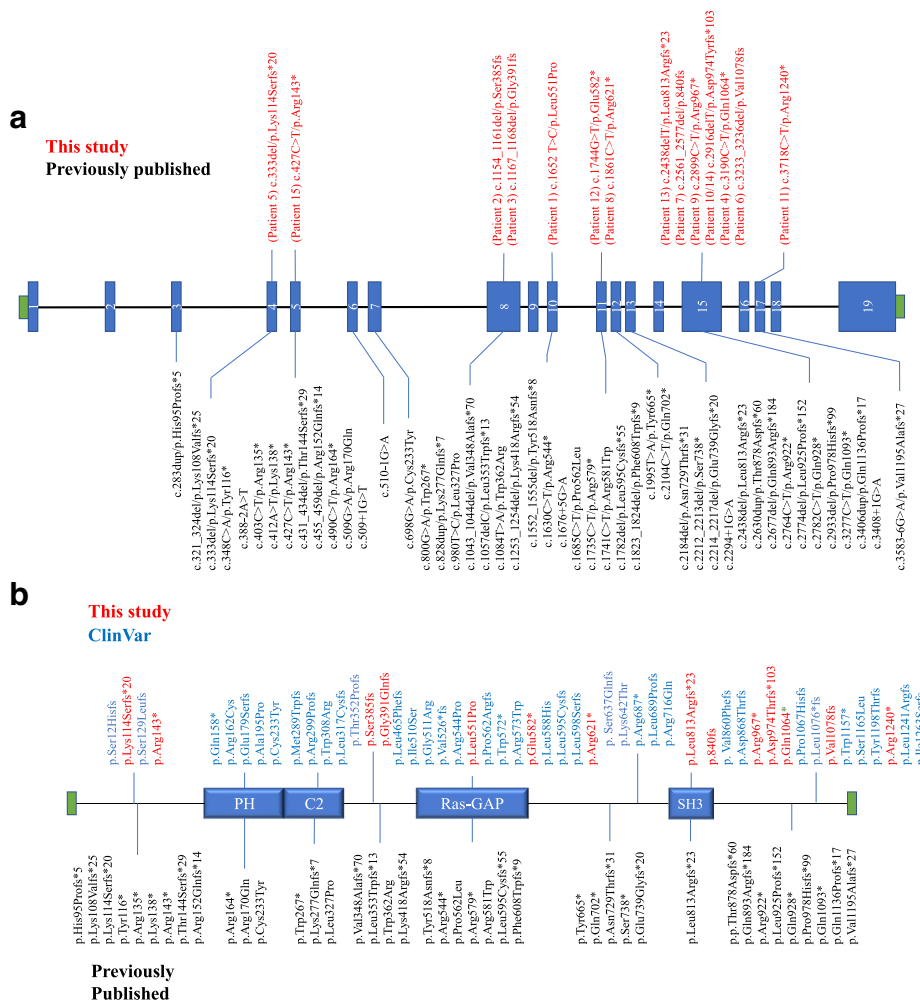 a
This study
Previously published
(Patient 5) c.333del/p.Lys114Serfs*20
(Patient 15) c.427C>T/p.Arg143*
(Patient 2) c.1154_1161del/p.Ser385fs
(Patient 3) c.1167_1168del/p.Gly391fs
(Patient 1) c.1652 T>C/p.Leu551Pro
(Patient 12) c.1744G>T/p.Glu582*
(Patient 8) c.1861C>T/p.Arg621*
(Patient 13) c.2438delT/p.Leu813Argfs*23
(Patient 7) c.2561_2577del/p.840fs
(Patient 9) c.2899C>T/p.Arg967*
(Patient 10/14) c.2916delT/p.Asp974Tyrfs*103
(Patient 4) c.3190C>T/p.Gln1064*
(Patient 6) c.3233_3236del/p.Val1078fs
(Patient 11) c.3718C>T/p.Arg1240*
1
2
3
4
5
6
7
8
9
10
11
12
13
14
15
16
17
18
19
c.283dup/p.His95Profs*5
c.321_324del/p.Lys108Valfs*25
c.333del/p.Lys114Serfs*20
c.348C>A/p.Tyr116*
c.388-2A>T
c.403C>T/p.Arg135*
c.412A>T/p.Lys138*
c.427C>T/p.Arg143*
c.431_434del/p.Thr144Serfs*29
c.455_459del/p.Arg152Glnfs*14
c.490C>T/p.Arg164*
c.509G>A/p.Arg170Gln
c.509+1G>T
c.510-1G>A
c.698G>A/p.Cys233Tyr
c.800G>A/p.Trp267*
c.828dup/p.Lys277Glnfs*7
c.980T>C/p.Leu327Pro
c.1043_1044del/p.Val348Alafs*70
c.1057delC/p.Leu353Trpfs*13
c.1084T>A/p.Trp362Arg
c.1253_1254del/p.Lys418Argfs*54
c.1552_1555del/p.Tyr518Asnfs*8
c.1630C>T/p.Arg544*
c.1676+5G>A
c.1685C>T/p.Pro562Leu
c.1735C>T/p.Arg579*
c.1741C>T/p.Arg581Trp
c.1782del/p.Leu595Cysfs*55
c.1823_1824del/p.Phe608Trpfs*9
c.1995T>A/p.Tyr665*
c.2104C>T/p.Gln702*
c.2184del/p.Asn729Thrfs*31
c.2212_2213del/p.Ser738*
c.2214_2217del/p.Glu739Glyfs*20
c.2294+1G>A
c.2438del/p.Leu813Argfs*23
c.2630dup/p.Thr878Aspfs*60
c.2677del/p.Gln893Argfs*184
c.2764C>T/p.Arg922*
c.2774del/p.Leu925Profs*152
c.2782C>T/p.Gln928*
c.2933del/p.Pro978Hisfs*99
c.3277C>T/p.Gln1093*
c.3406dup/p.Gln1136Profs*17
c.3408+1G>A
c.3583-6G>A/p.Val1195Alafs*27
b
This study
ClinVar
p.Ser12Hisfs
p.Lys114Serfs*20
p.Ser129Leufs
p.Arg143*
p.Gln158*
p.Arg162Cys
p.Glu179Serfs
p.Ala195Pro
p.Cys233Tyr
p.Met289Trpfs
p.Arg299Profs
p.Trp308Arg
p.Leu317Cysfs
p.Thr352Profs
p.Ser385fs
p.Gly391Glnfs
p.Leu465Phefs
p.Ile510Ser
p.Gly511Arg
p.Val526*fs
p.Arg544Pro
p.Leu551Pro
p.Pro562Argfs
p.Trp572*
p.Arg573Trp
p.Glu582*
p.Leu588His
p.Leu595Cysfs
p.Leu598Serfs
p.Arg621*
p.Ser637Glnfs
p.Lys642Thr
p.Arg687*
p.Leu689Profs
p.Arg716Gln
p.Leu813Argfs*23
p.840fs
p.Val860Phefs
p.Asp868Thrfs
p.Arg967*
p.Asp974Thrfs*103
p.Gln1064*
p.Pro1067Hisfs
p.Leu1076*fs
p.Val1078fs
p.Trp1157*
p.Ser1165Leu
p.Tyr1198Thrfs
p.Arg1240*
p.Leu1241Argfs
PH
C2
Ras-GAP
SH3
p.His95Profs*5
p.Lys108Valfs*25
p.Lys114Serfs*20
p.Tyr116*
p.Arg135*
p.Lys138*
p.Arg143*
p.Thr144Serfs*29
p.Arg152Glnfs*14
p.Arg164*
p.Arg170Gln
p.Cys233Tyr
p.Trp267*
p.Lys277Glnfs*7
p.Leu327Pro
p.Val348Alafs*70
p.Leu353Trpfs*13
p.Trp362Arg
p.Lys418Argfs*54
p.Tyr518Asnfs*8
p.Arg544*
p.Pro562Leu
p.Arg579*
p.Arg581Trp
p.Leu595Cysfs*55
p.Phe608Trpfs*9
p.Tyr665*
p.Gln702*
p.Asn729Thrfs*31
p.Ser738*
p.Glu739Glyfs*20
p.Leu813Argfs*23
p.p.Thr878Aspfs*60
p.Gln893Argfs*184
p.Arg922*
p.Leu925Profs*152
p.Gln928*
p.Pro978Hisfs*99
p.Gln1093*
p.Gln1136Profs*17
p.Val1195Alafs*27
Previously
Published